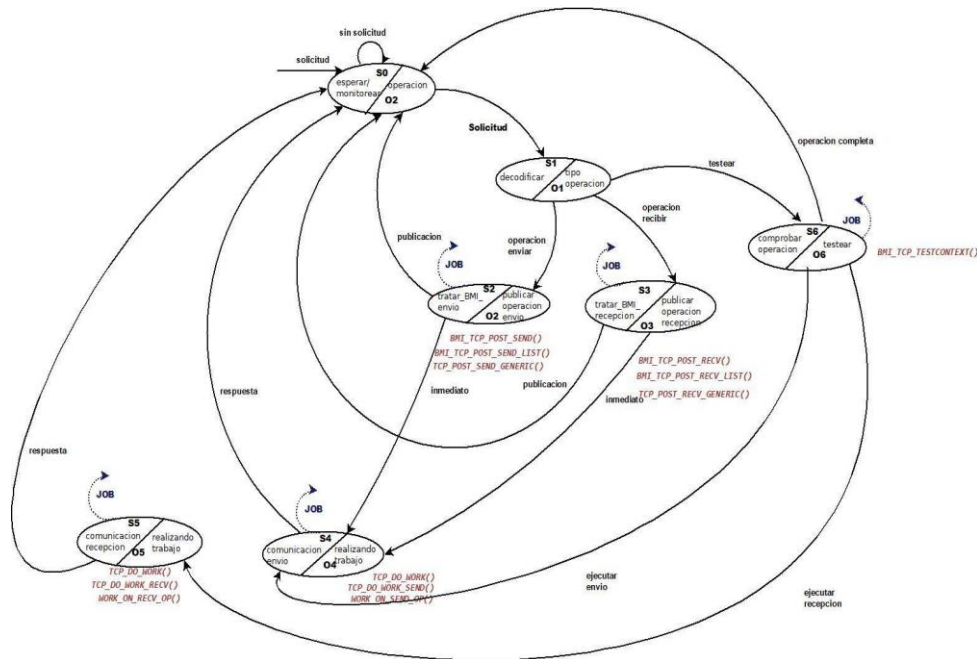 sin solicitud
solicitud
S0
esperar/
monitorear
operacion
O2
Solicitud
S1
decodificar
tipo
operacion
O1
testear
operacion completa
operacion
recibir
operacion
enviar
publicacion
JOB
S6
comprobar
operacion
testear
O6
BMI_TCP_TESTCONTEXT()
JOB
S2
tratar_BMI_
envio
publicar
operacion
envio
O2
JOB
S3
tratar_BMI_
recepcion
publicar
operacion
recepcion
O3
BMI_TCP_POST_SEND()
BMI_TCP_POST_SEND_LIST()
TCP_POST_SEND_GENERIC()
BMI_TCP_POST_RECV()
BMI_TCP_POST_RECV_LIST()
TCP_POST_RECV_GENERIC()
inmediato
publicacion
inmediato
respuesta
respuesta
JOB
S5
comunicacion
recepcion
realizando
trabajo
O5
TCP_DO_WORK()
TCP_DO_WORK_RECV()
WORK_ON_RECV_OP()
JOB
S4
comunicacion
envio
realizando
trabajo
O4
TCP_DO_WORK()
TCP_DO_WORK_SEND()
WORK_ON_SEND_OP()
ejecutar
envio
ejecutar
recepcion